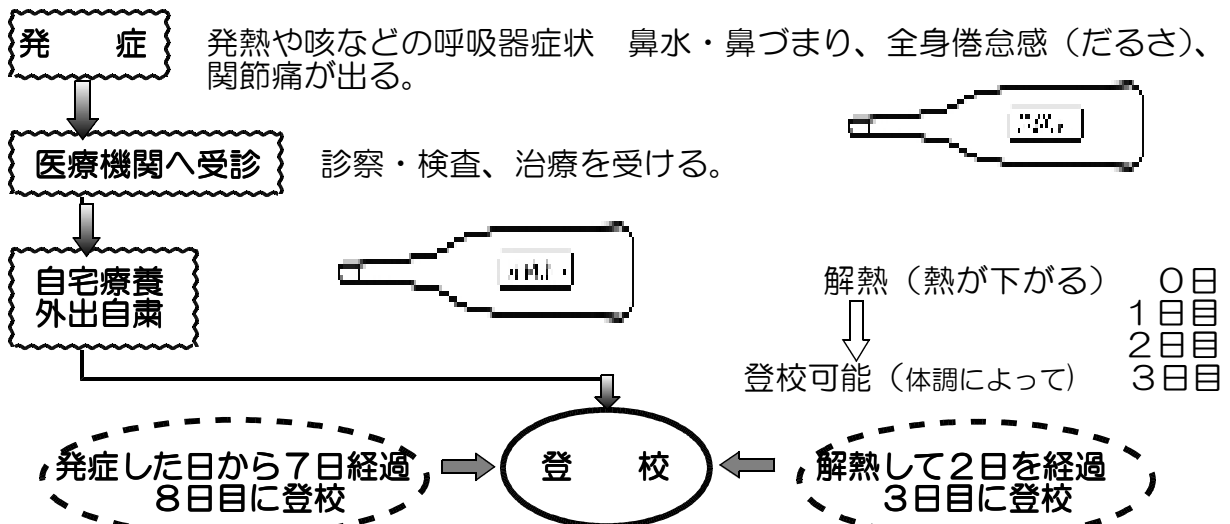 発　症
発熱や咳などの呼吸器症状　鼻水・鼻づまり、全身倦怠感（だるさ）、
関節痛が出る。
医療機関へ受診
診察・検査、治療を受ける。
自宅療養
外出自粛
解熱（熱が下がる）　０日
１日目
２日目
登校可能（体調によって）　３日目
発症した日から７日経過
８日目に登校
登　校
解熱して２日を経過
３日目に登校